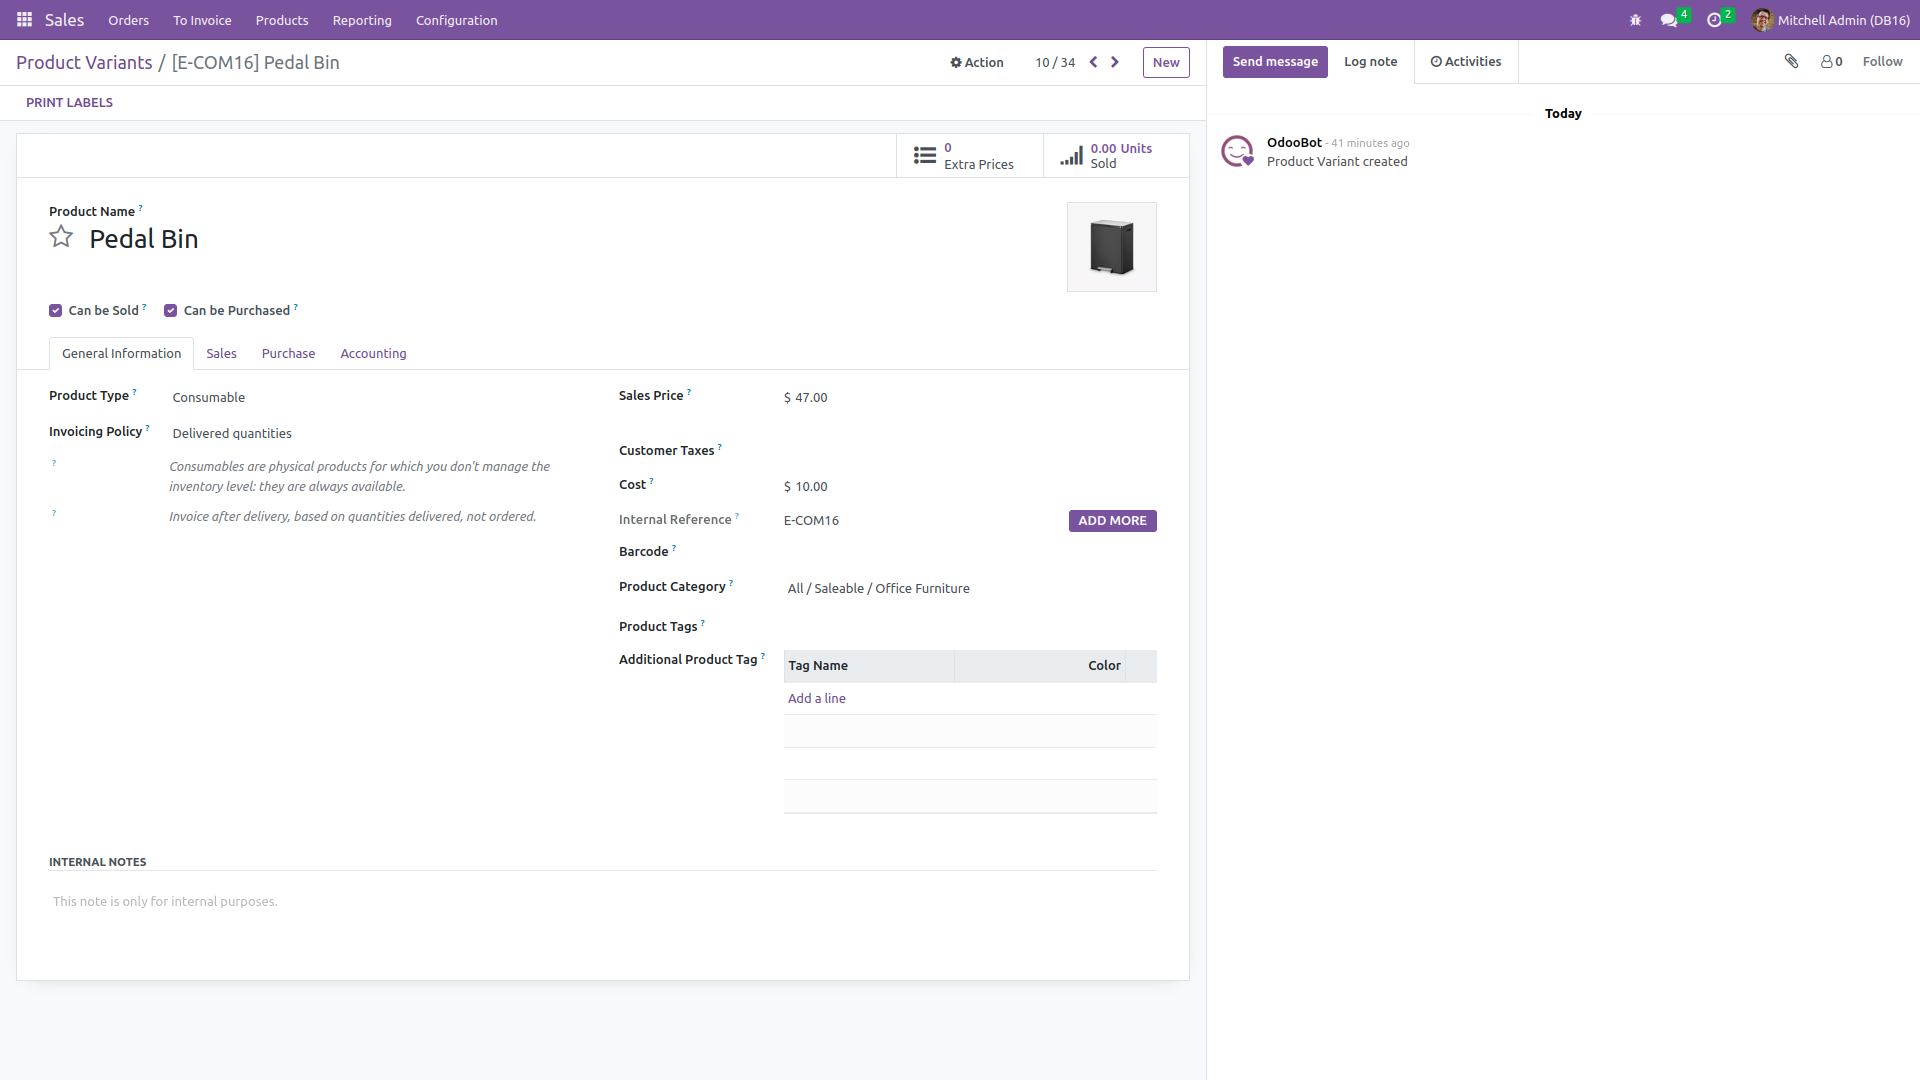 Sales Orders To Invoice Products Reporting Configuration 4 2 Mitchell Admin (DB16)
Product Variants / [E-COM16] Pedal Bin Action 10 / 34 New Send message Log note Activities 0 Follow
PRINT LABELS
Today
0
Extra Prices
0.00 Units
Sold
OdooBot - 41 minutes ago
Product Variant created
Product Name ?
Pedal Bin
Can be Sold ? Can be Purchased ?
General Information Sales Purchase Accounting
Product Type ? Consumable
Invoicing Policy ? Delivered quantities
? Consumables are physical products for which you don't manage the
inventory level: they are always available.
? Invoice after delivery, based on quantities delivered, not ordered.
Sales Price ? $ 47.00
Customer Taxes ?
Cost ? $ 10.00
Internal Reference ? E-COM16 ADD MORE
Barcode ?
Product Category ? All / Saleable / Office Furniture
Product Tags ?
Additional Product Tag ? Tag Name Color
Add a line
INTERNAL NOTES
This note is only for internal purposes.